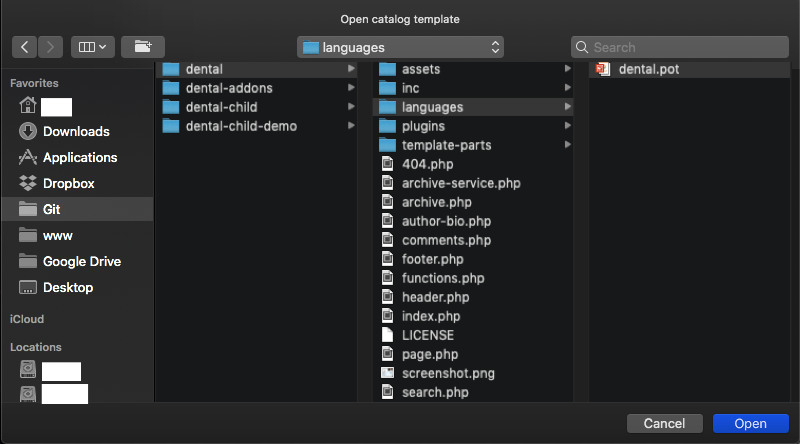 Open catalog template
languages
Search
Favorites
Downloads
Applications
Dropbox
Git
www
Google Drive
Desktop
iCloud
Locations
dental
dental-addons
dental-child
dental-child-demo
assets
inc
languages
plugins
template-parts
404.php
archive-service.php
archive.php
author-bio.php
comments.php
footer.php
functions.php
header.php
index.php
LICENSE
page.php
screenshot.png
search.php
dental.pot
Cancel
Open